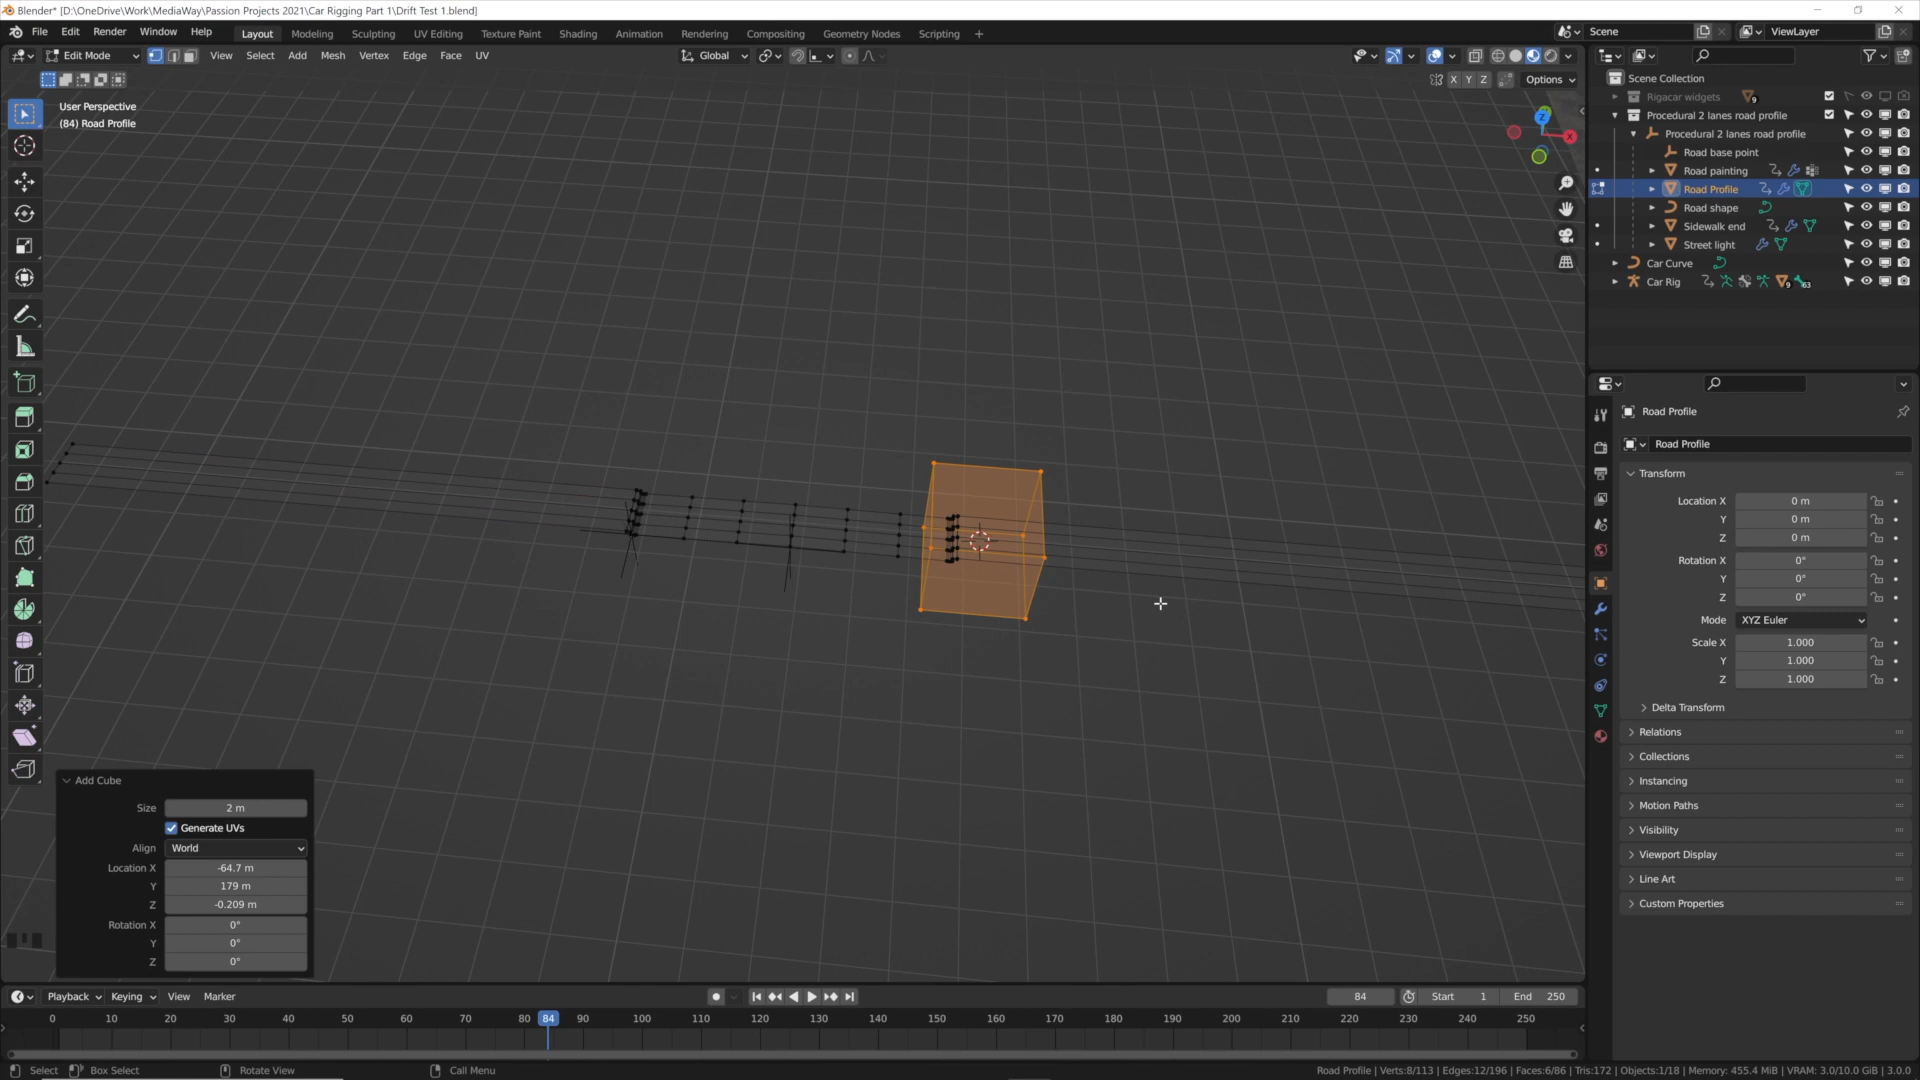 Blender* [D:\OneDrive\Work\MediaWay\Passion Projects 2021\Car Rigging Part 1\Drift Test 1.blend]
File Edit Render Window Help Layout Modeling Sculpting UV Editing Texture Paint Shading Animation Rendering Compositing Geometry Nodes Scripting + Scene ViewLayer
Edit Mode View Select Add Mesh Vertex Edge Face UV Global
X Y Z Options
User Perspective
(84) Road Profile
Z
X
Scene Collection
Rigacar widgets 9
Procedural 2 lanes road profile
Procedural 2 lanes road profile
Road base point
Road painting
Road Profile
Road shape
Sidewalk end
Street light
Car Curve
Car Rig 9 63
Road Profile
Road Profile
Transform
Location X 0 m
Y 0 m
Z 0 m
Rotation X 0°
Y 0°
Z 0°
Mode XYZ Euler
Scale X 1.000
Y 1.000
Z 1.000
Delta Transform
Relations
Collections
Instancing
Motion Paths
Visibility
Viewport Display
Line Art
Custom Properties
Add Cube
Size 2 m
Generate UVs
Align World
Location X -64.7 m
Y 179 m
Z -0.209 m
Rotation X 0°
Y 0°
Z 0°
Playback Keying View Marker 84 Start 1 End 250
0 10 20 30 40 50 60 70 80 84 90 100 110 120 130 140 150 160 170 180 190 200 210 220 230 240 250
Select Box Select Rotate View Call Menu Road Profile | Verts:8/113 | Edges:12/196 | Faces:6/86 | Tris:172 | Objects:1/18 | Memory: 455.4 MiB | VRAM: 3.0/10.0 GiB | 3.0.0